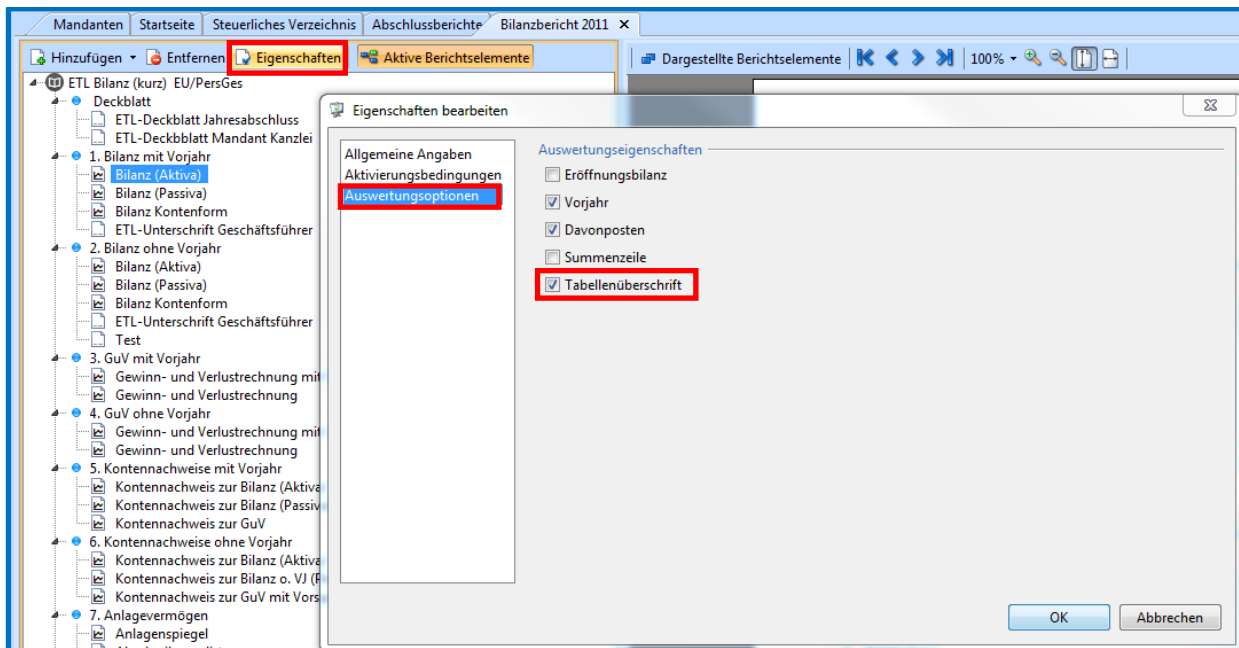 Mandanten Startseite Steuerliches Verzeichnis Abschlussberichte Bilanzbericht 2011
Hinzufügen Entfernen Eigenschaften Aktive Berichtselemente Dargestellte Berichtselemente 100%
ETL Bilanz (kurz) EU/PersGes
Deckblatt
ETL-Deckblatt Jahresabschluss
ETL-Deckbblatt Mandant Kanzlei
1. Bilanz mit Vorjahr
Bilanz (Aktiva)
Bilanz (Passiva)
Bilanz Kontenform
ETL-Unterschrift Geschäftsführer
2. Bilanz ohne Vorjahr
Bilanz (Aktiva)
Bilanz (Passiva)
Bilanz Kontenform
ETL-Unterschrift Geschäftsführer
Test
3. GuV mit Vorjahr
Gewinn- und Verlustrechnung mit
Gewinn- und Verlustrechnung
4. GuV ohne Vorjahr
Gewinn- und Verlustrechnung mit
Gewinn- und Verlustrechnung
5. Kontennachweise mit Vorjahr
Kontennachweis zur Bilanz (Aktiva
Kontennachweis zur Bilanz (Passiv
Kontennachweis zur GuV
6. Kontennachweise ohne Vorjahr
Kontennachweis zur Bilanz (Aktiva
Kontennachweis zur Bilanz o. VJ (P
Kontennachweis zur GuV mit Vors
7. Anlagevermögen
Anlagenspiegel
Eigenschaften bearbeiten
Allgemeine Angaben
Aktivierungsbedingungen
Auswertungsoptionen
Auswertungseigenschaften
Eröffnungsbilanz
Vorjahr
Davonposten
Summenzeile
Tabellenüberschrift
OK Abbrechen